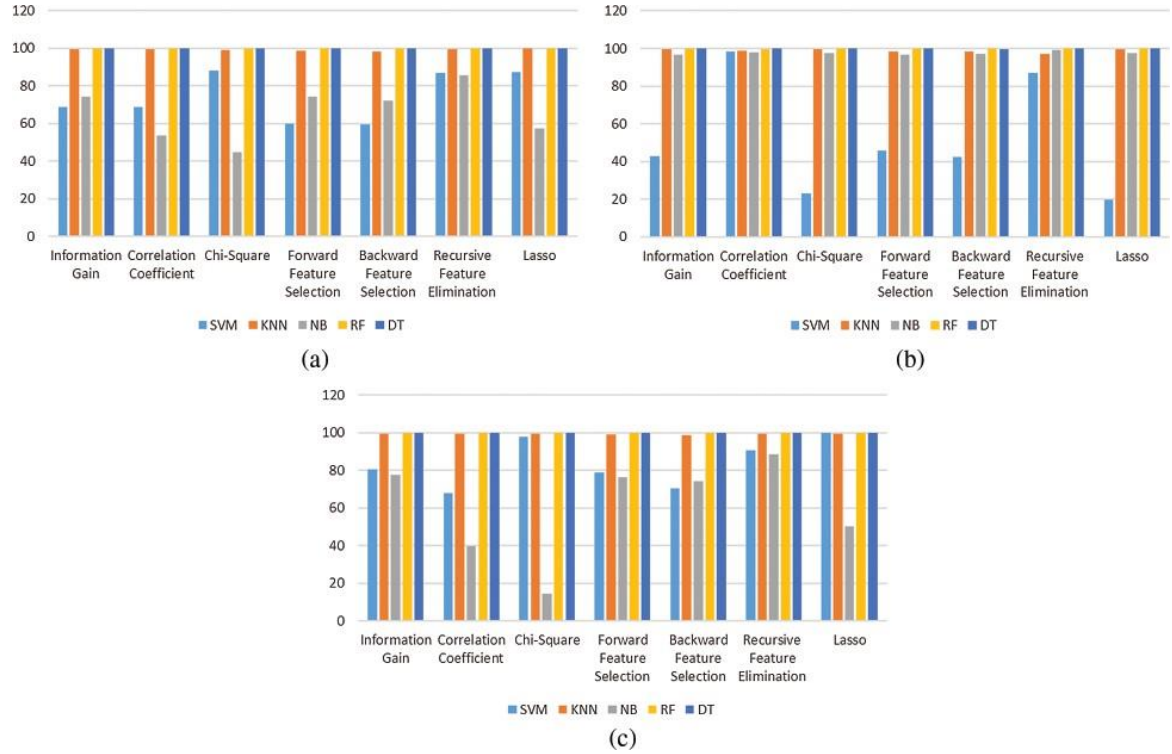 120
100
80
60
40
20
0
Information Gain
Correlation Coefficient
Chi-Square
Forward Feature Selection
Backward Feature Selection
Recursive Feature Elimination
Lasso
SVM KNN NB RF DT
(a)
120
100
80
60
40
20
0
Information Gain
Correlation Coefficient
Chi-Square
Forward Feature Selection
Backward Feature Selection
Recursive Feature Elimination
Lasso
SVM KNN NB RF DT
(b)
120
100
80
60
40
20
0
Information Gain
Correlation Coefficient
Chi-Square
Forward Feature Selection
Backward Feature Selection
Recursive Feature Elimination
Lasso
SVM KNN NB RF DT
(c)